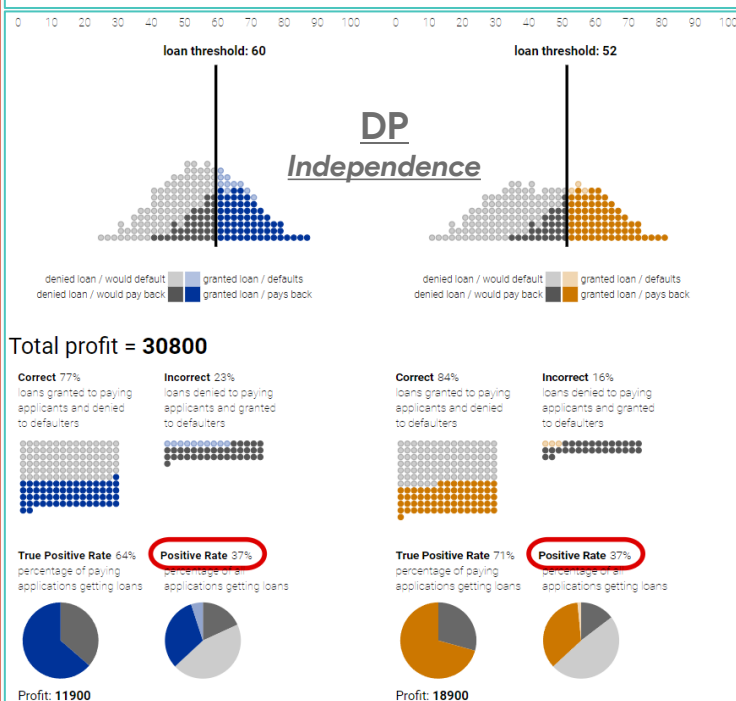 0 10 20 30 40 50 60 70 80 90 100 0 10 20 30 40 50 60 70 80 90 100
loan threshold: 60 loan threshold: 52
DP
Independence
denied loan / would default granted loan / defaults
denied loan / would pay back granted loan / pays back
denied loan / would default granted loan / defaults
denied loan / would pay back granted loan / pays back
Total profit = 30800
Correct 77%
loans granted to paying
applicants and denied
to defaulters
Incorrect 23%
loans denied to paying
applicants and granted
to defaulters
Correct 84%
loans granted to paying
applicants and denied
to defaulters
Incorrect 16%
loans denied to paying
applicants and granted
to defaulters
True Positive Rate 64%
percentage of paying
applications getting loans
Positive Rate 37%
percentage of all
applications getting loans
True Positive Rate 71%
percentage of paying
applications getting loans
Positive Rate 37%
percentage of all
applications getting loans
Profit: 11900
Profit: 18900